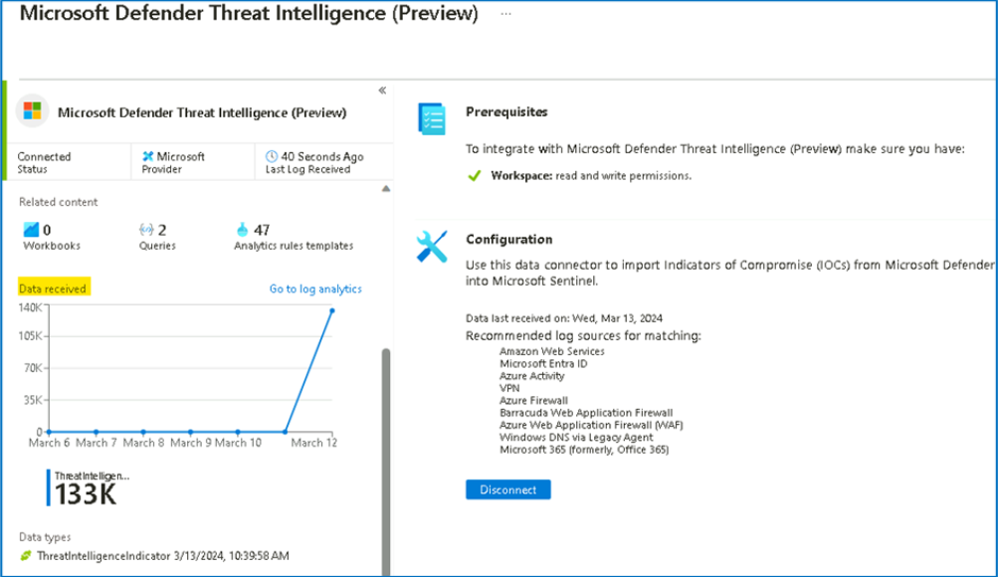 Microsoft Defender Threat Intelligence (Preview) ...
«
Microsoft Defender Threat Intelligence (Preview)
Connected
Status
Microsoft
Provider
40 Seconds Ago
Last Log Received
Related content
0
Workbooks
2
Queries
47
Analytics rules templates
Data received
Go to log analytics
140K
105K
70K
35K
0
March 6 March 7 March 8 March 9 March 10 March 12
ThreatIntelligen...
133K
Data types
ThreatIntelligenceIndicator 3/13/2024, 10:39:58 AM
Prerequisites
To integrate with Microsoft Defender Threat Intelligence (Preview) make sure you have:
Workspace: read and write permissions.
Configuration
Use this data connector to import Indicators of Compromise (IOCs) from Microsoft Defender
into Microsoft Sentinel.
Data last received on: Wed, Mar 13, 2024
Recommended log sources for matching:
Amazon Web Services
Microsoft Entra ID
Azure Activity
VPN
Azure Firewall
Barracuda Web Application Firewall
Azure Web Application Firewall (WAF)
Windows DNS via Legacy Agent
Microsoft 365 (formerly, Office 365)
Disconnect